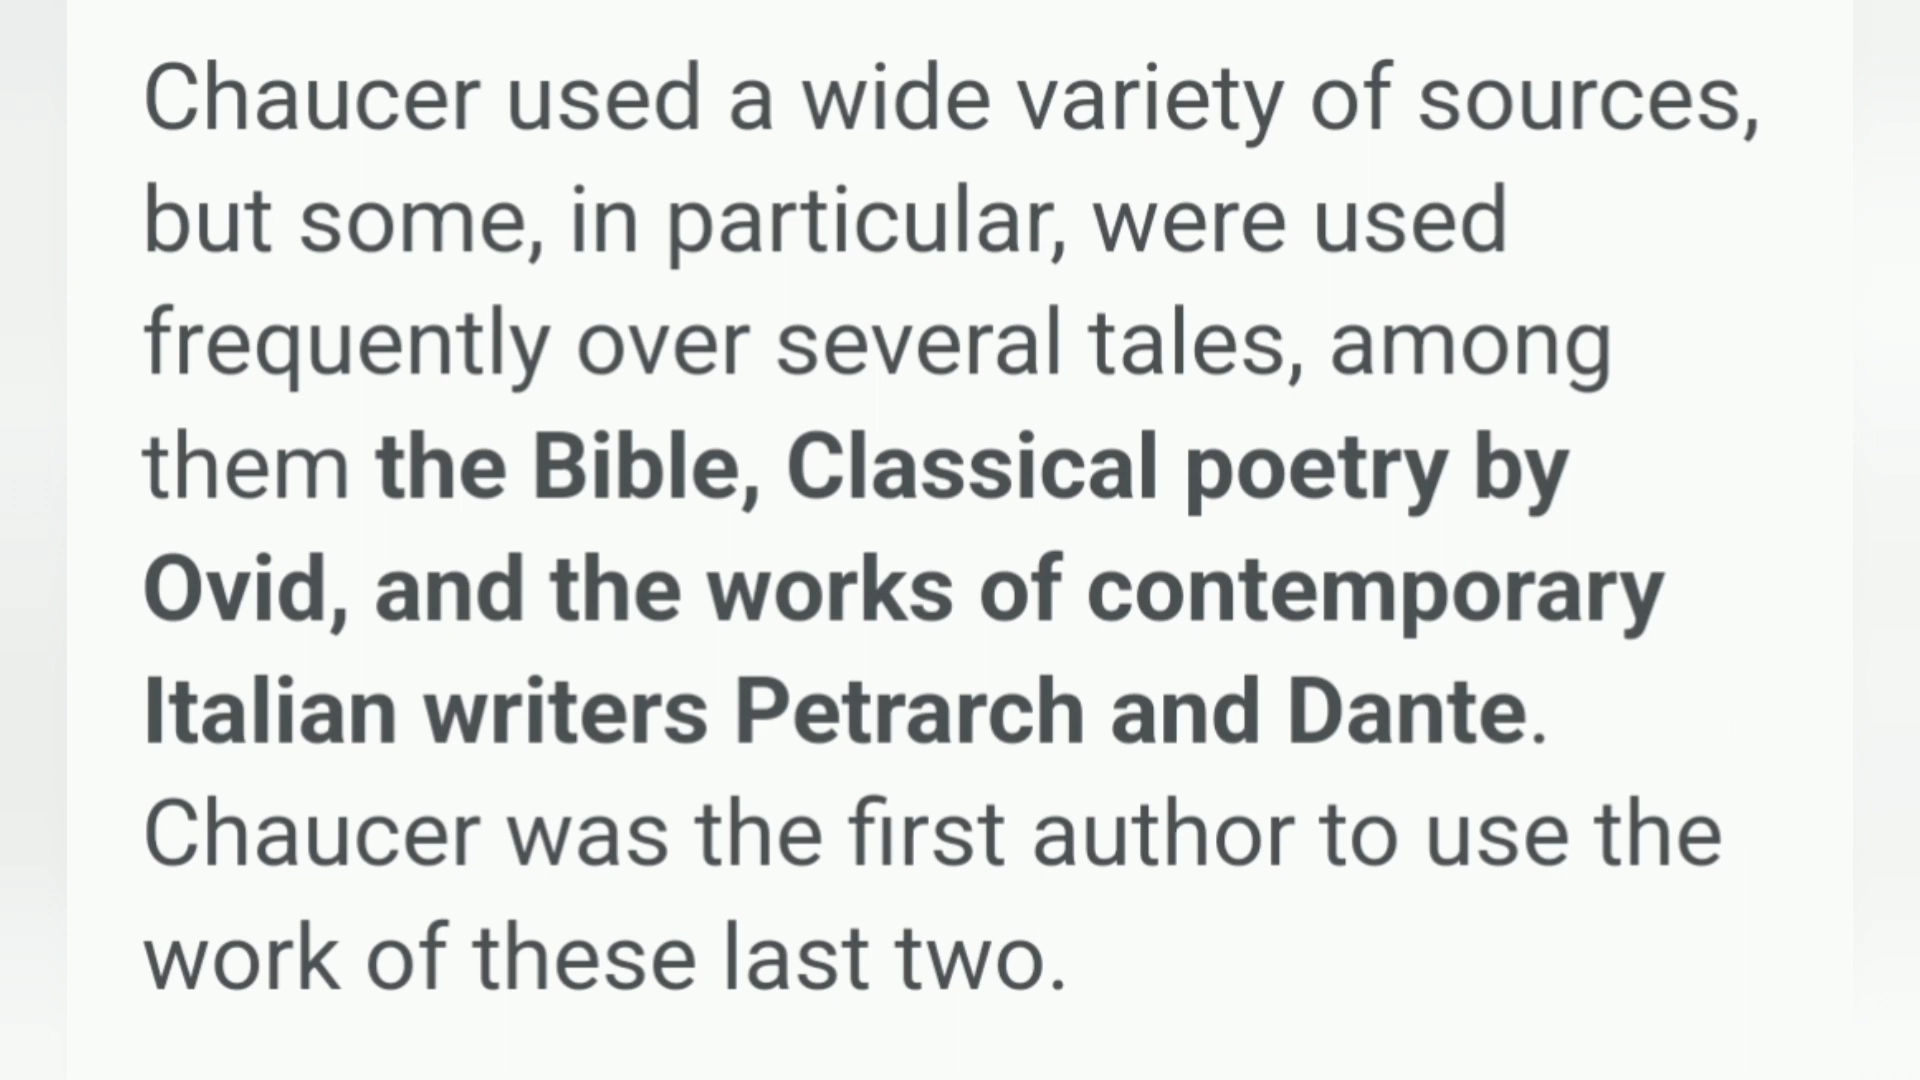 Chaucer used a wide variety of sources,
but some, in particular, were used
frequently over several tales, among
them the Bible, Classical poetry by
Ovid, and the works of contemporary
Italian writers Petrarch and Dante.
Chaucer was the first author to use the
work of these last two.